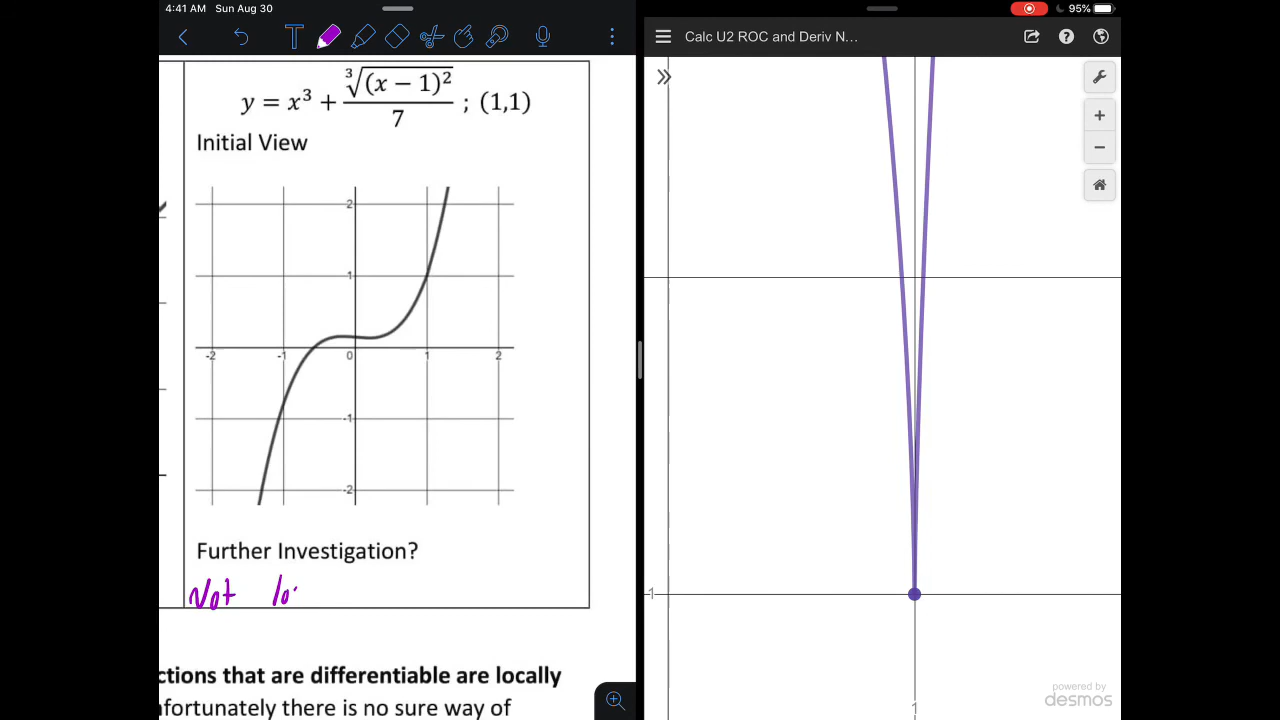 4:41 AM Sun Aug 30
95%
T
Calc U2 ROC and Deriv N...
y = x³ + ∛(x − 1)²/7 ; (1,1)
Initial View
2
1
-2 -1 0 1 2
-1
-2
Further Investigation?
Not lo
ctions that are differentiable are locally
nfortunately there is no sure way of
1
1
powered by
desmos